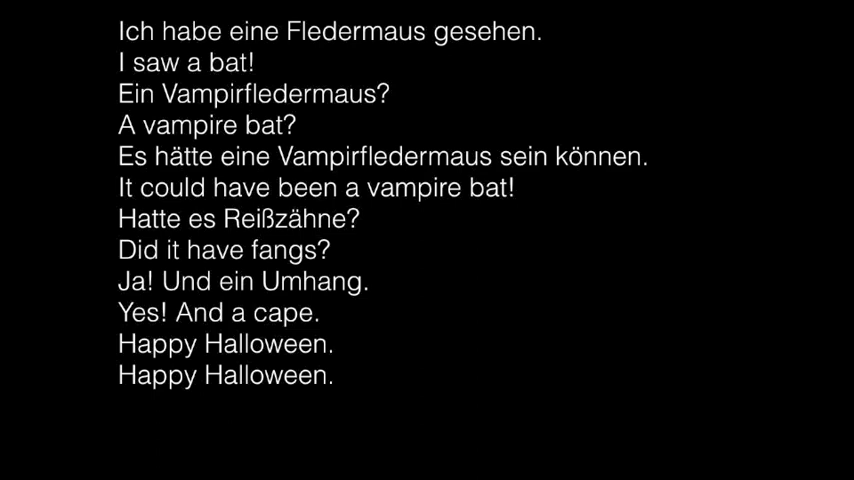 Ich habe eine Fledermaus gesehen.
I saw a bat!
Ein Vampirfledermaus?
A vampire bat?
Es hätte eine Vampirfledermaus sein können.
It could have been a vampire bat!
Hatte es Reißzähne?
Did it have fangs?
Ja! Und ein Umhang.
Yes! And a cape.
Happy Halloween.
Happy Halloween.